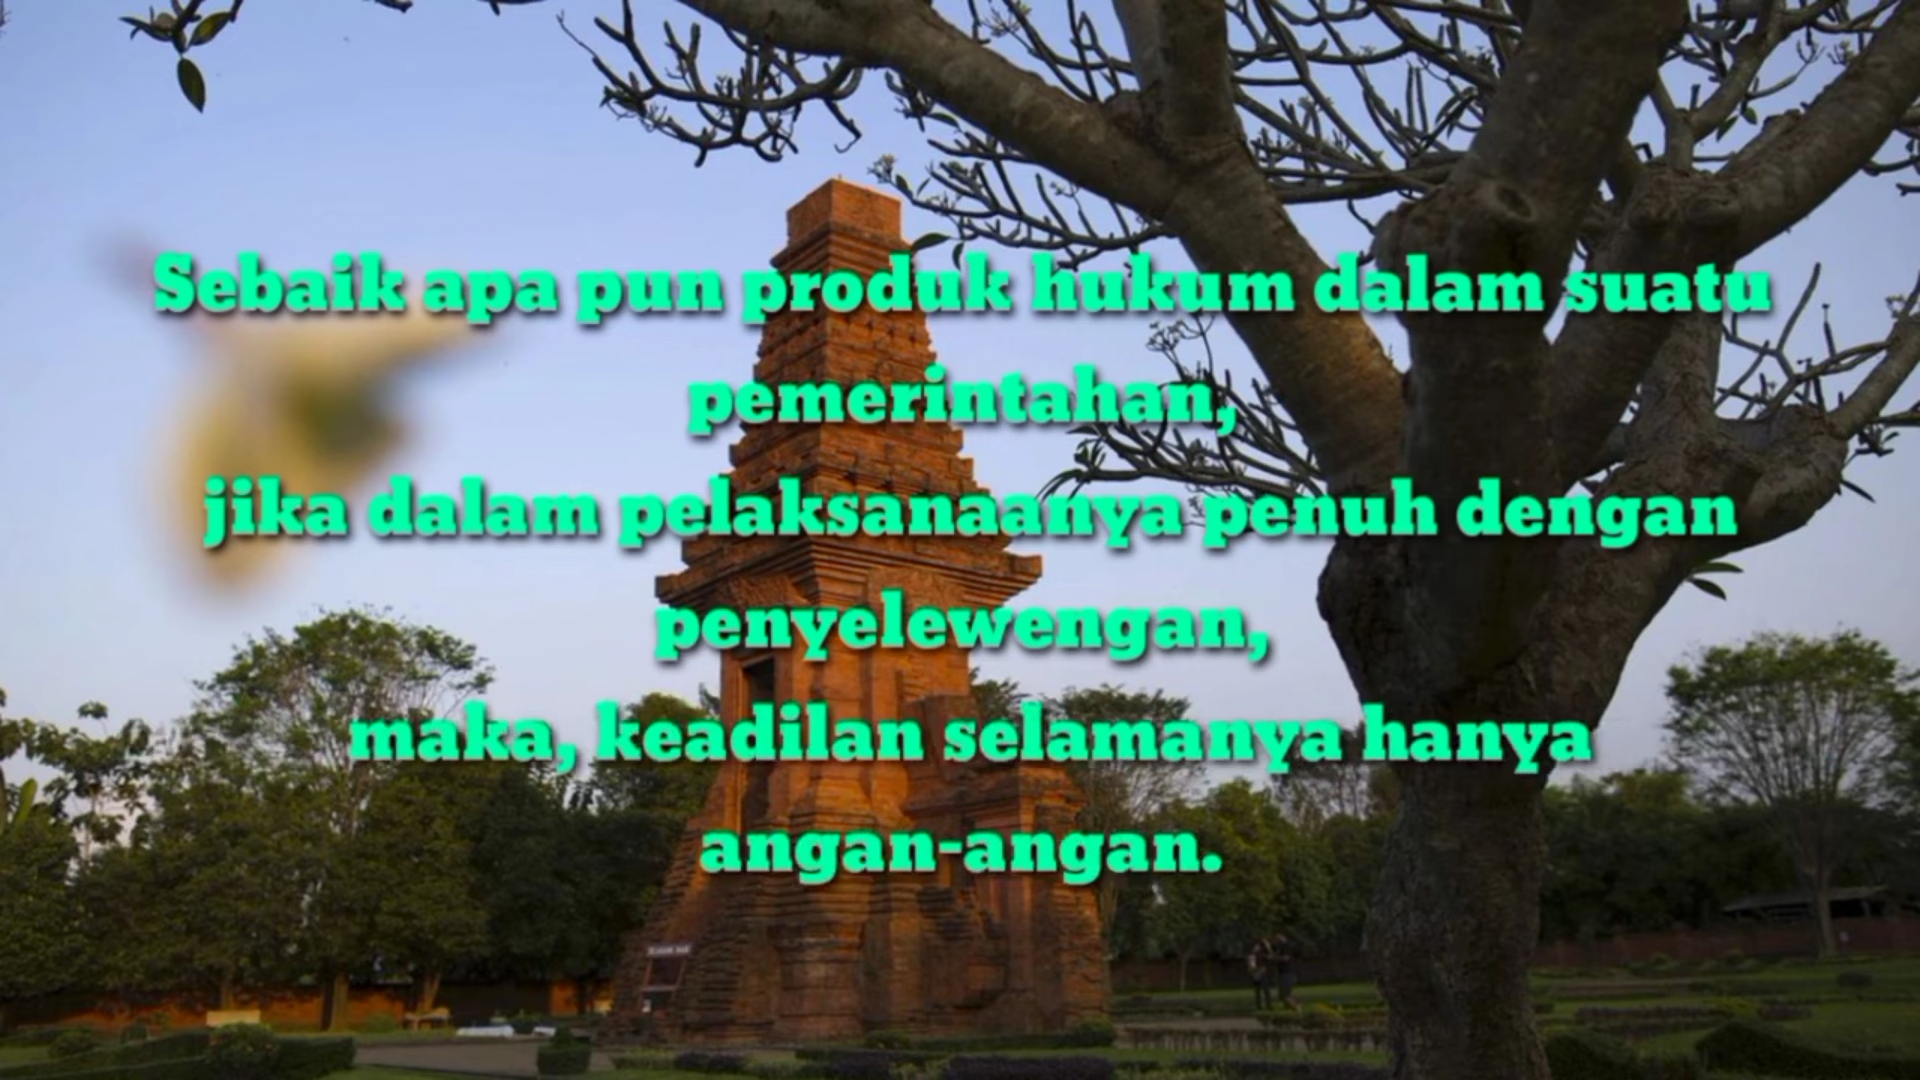 Sebaik apa pun produk hukum dalam suatu
pemerintahan,
jika dalam pelaksanaanya penuh dengan
penyelewengan,
maka, keadilan selamanya hanya
angan-angan.